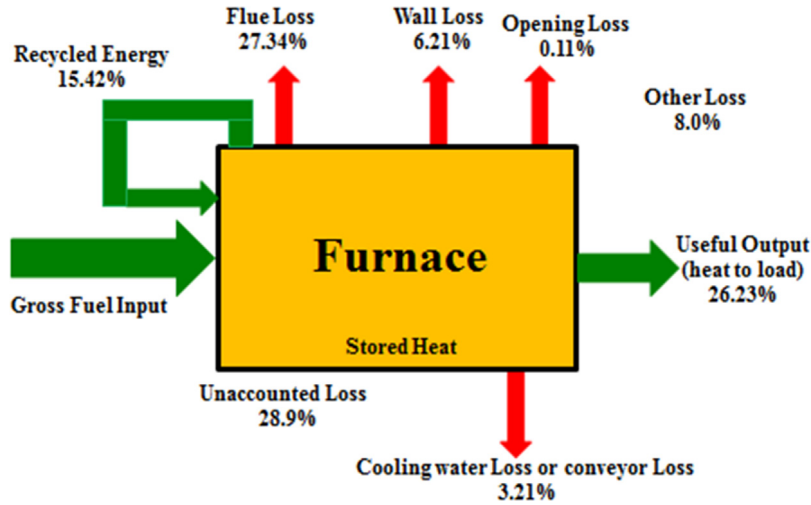 Flue Loss
27.34%
Wall Loss
6.21%
Opening Loss
0.11%
Recycled Energy
15.42%
Other Loss
8.0%
Furnace
Useful Output
(heat to load)
26.23%
Gross Fuel Input
Stored Heat
Unaccounted Loss
28.9%
Cooling water Loss or conveyor Loss
3.21%